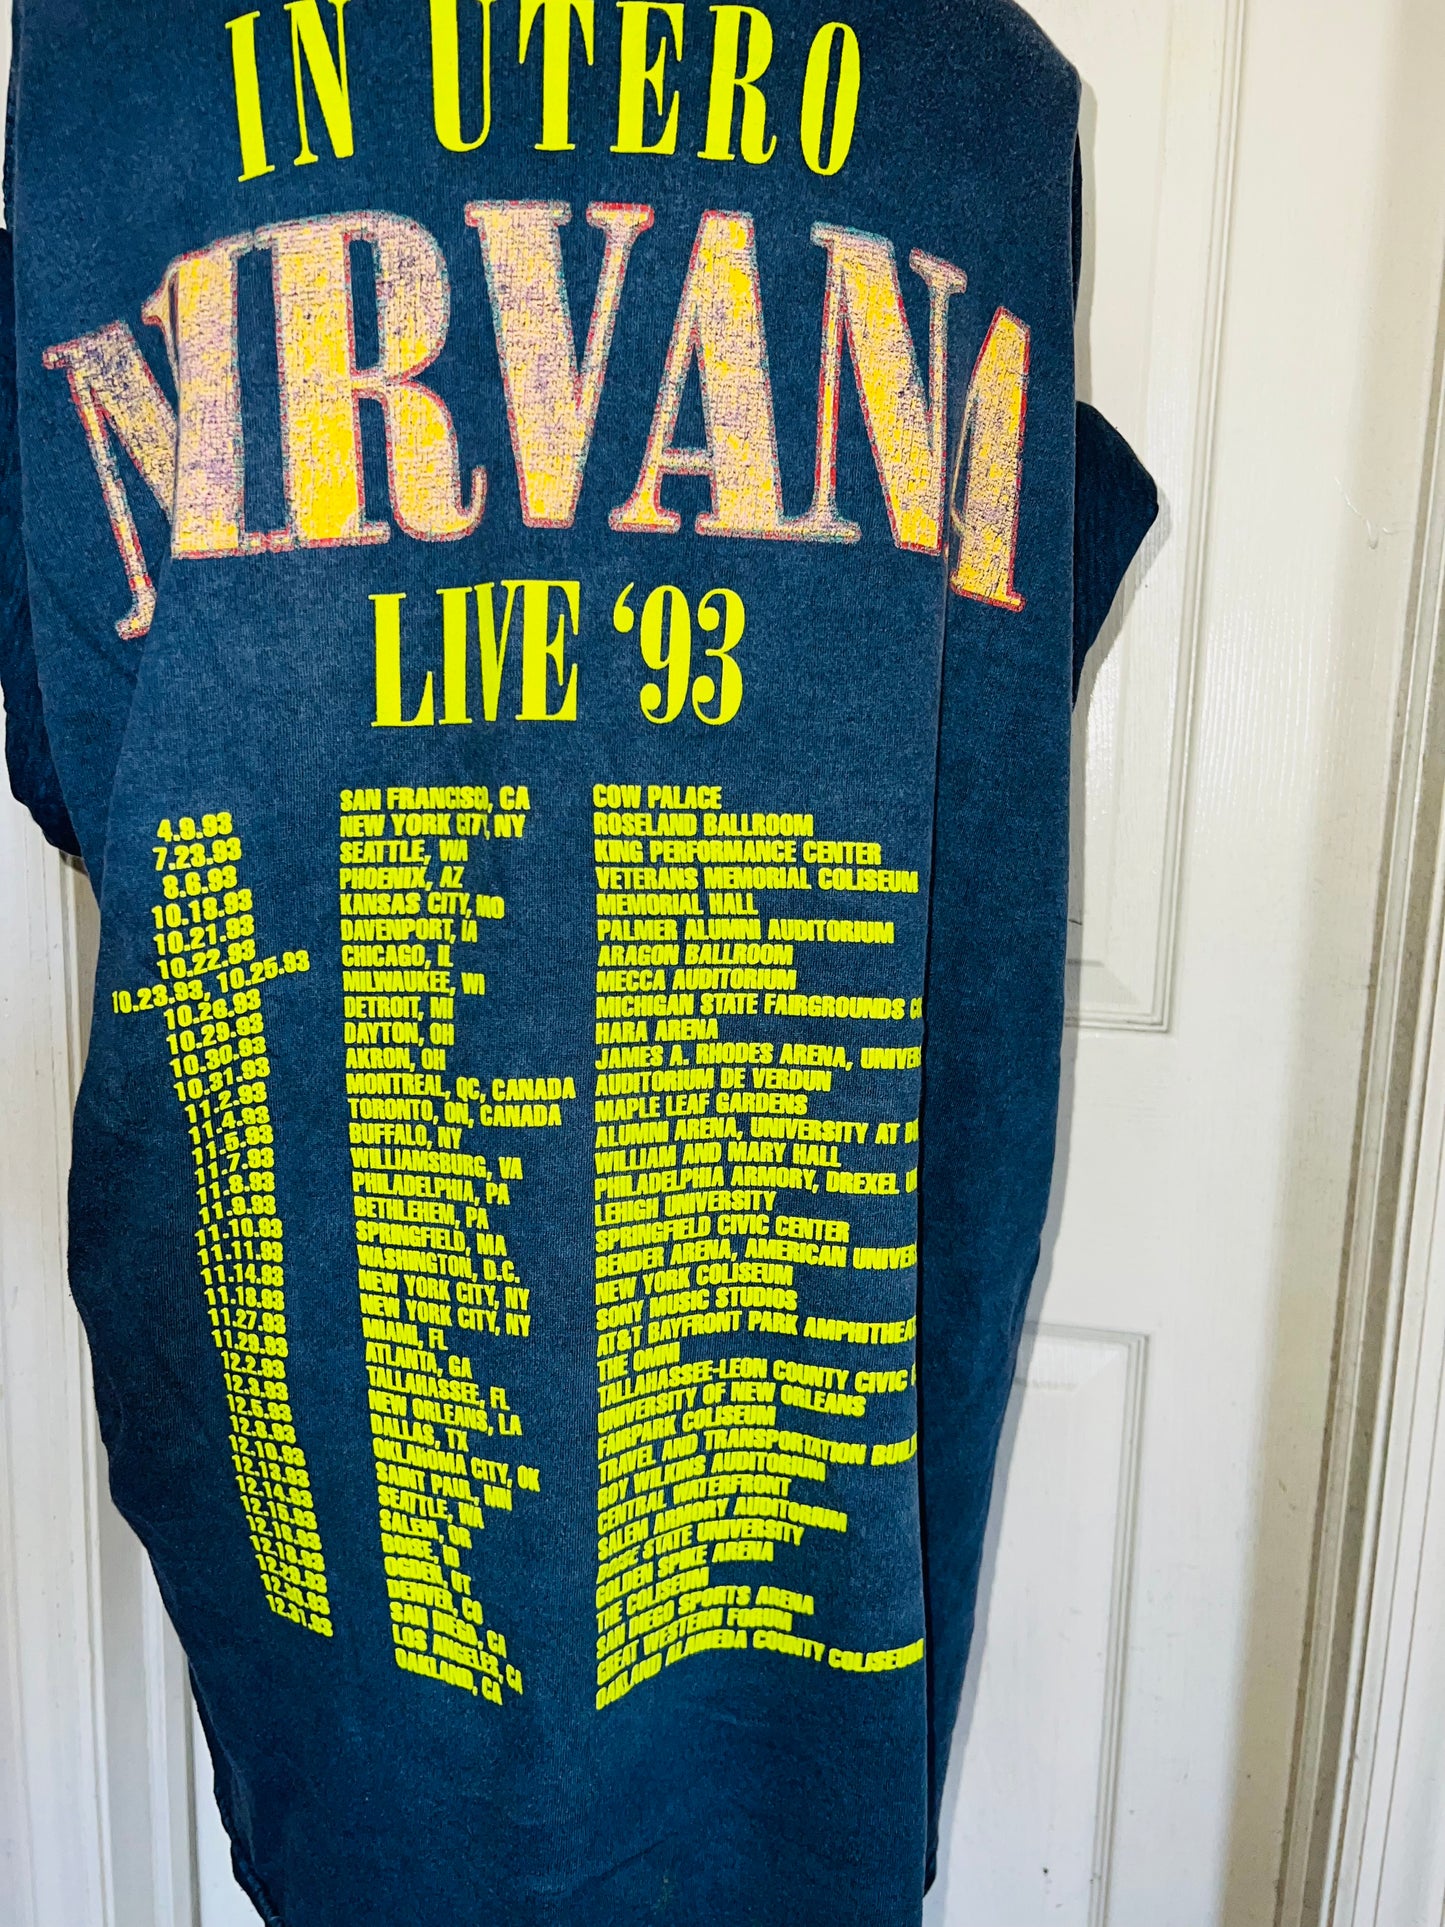 IN UTERO
NIRVANA
LIVE '93
4.9.93 SAN FRANCISCO, CA COW PALACE
7.23.93 NEW YORK CITY, NY ROSELAND BALLROOM
8.6.93 SEATTLE, WA KING PERFORMANCE CENTER
10.18.93 PHOENIX, AZ VETERANS MEMORIAL COLISEUM
10.21.93 KANSAS CITY, MO MEMORIAL HALL
10.22.93 DAVENPORT, IA PALMER ALUMNI AUDITORIUM
10.23.93, 10.25.93 CHICAGO, IL ARAGON BALLROOM
10.26.93 MILWAUKEE, WI MECCA AUDITORIUM
10.29.93 DETROIT, MI MICHIGAN STATE FAIRGROUNDS
10.30.93 DAYTON, OH HARA ARENA
10.31.93 AKRON, OH JAMES A. RHODES ARENA, UNIVERS
11.2.93 MONTREAL, QC, CANADA AUDITORIUM DE VERDUN
11.4.93 TORONTO, ON, CANADA MAPLE LEAF GARDENS
11.5.93 BUFFALO, NY ALUMNI ARENA, UNIVERSITY AT
11.7.93 WILLIAMSBURG, VA WILLIAM AND MARY HALL
11.8.93 PHILADELPHIA, PA PHILADELPHIA ARMORY, DREXEL
11.9.93 BETHLEHEM, PA LEHIGH UNIVERSITY
11.10.93 SPRINGFIELD, MA SPRINGFIELD CIVIC CENTER
11.11.93 WASHINGTON, D.C. BENDER ARENA, AMERICAN UNIVER
11.14.93 NEW YORK CITY, NY NEW YORK COLISEUM
11.18.93 NEW YORK CITY, NY SONY MUSIC STUDIOS
11.27.93 MIAMI, FL AT&T BAYFRONT PARK AMPHITHEA
11.29.93 ATLANTA, GA THE OMNI
12.2.93 TALLAHASSEE, FL TALLAHASSEE-LEON COUNTY CIVIC
12.3.93 NEW ORLEANS, LA UNIVERSITY OF NEW ORLEANS
12.5.93 DALLAS, TX FAIRPARK COLISEUM
12.8.93 OKLAHOMA CITY, OK TRAVEL AND TRANSPORTATION BUIL
12.10.93 SAINT PAUL, MN ROY WILKINS AUDITORIUM
12.13.93 SEATTLE, WA CENTRAL WATERFRONT
12.14.93 SALEM, OR SALEM ARMORY AUDITORIUM
12.15.93 BOISE, ID BOISE STATE UNIVERSITY
12.16.93 OGDEN, UT GOLDEN SPIKE ARENA
12.18.93 DENVER, CO THE COLISEUM
12.29.93 SAN DIEGO, CA SAN DIEGO SPORTS ARENA
12.30.93 LOS ANGELES, CA GREAT WESTERN FORUM
12.31.93 OAKLAND, CA OAKLAND ALAMEDA COUNTY COLISEUM